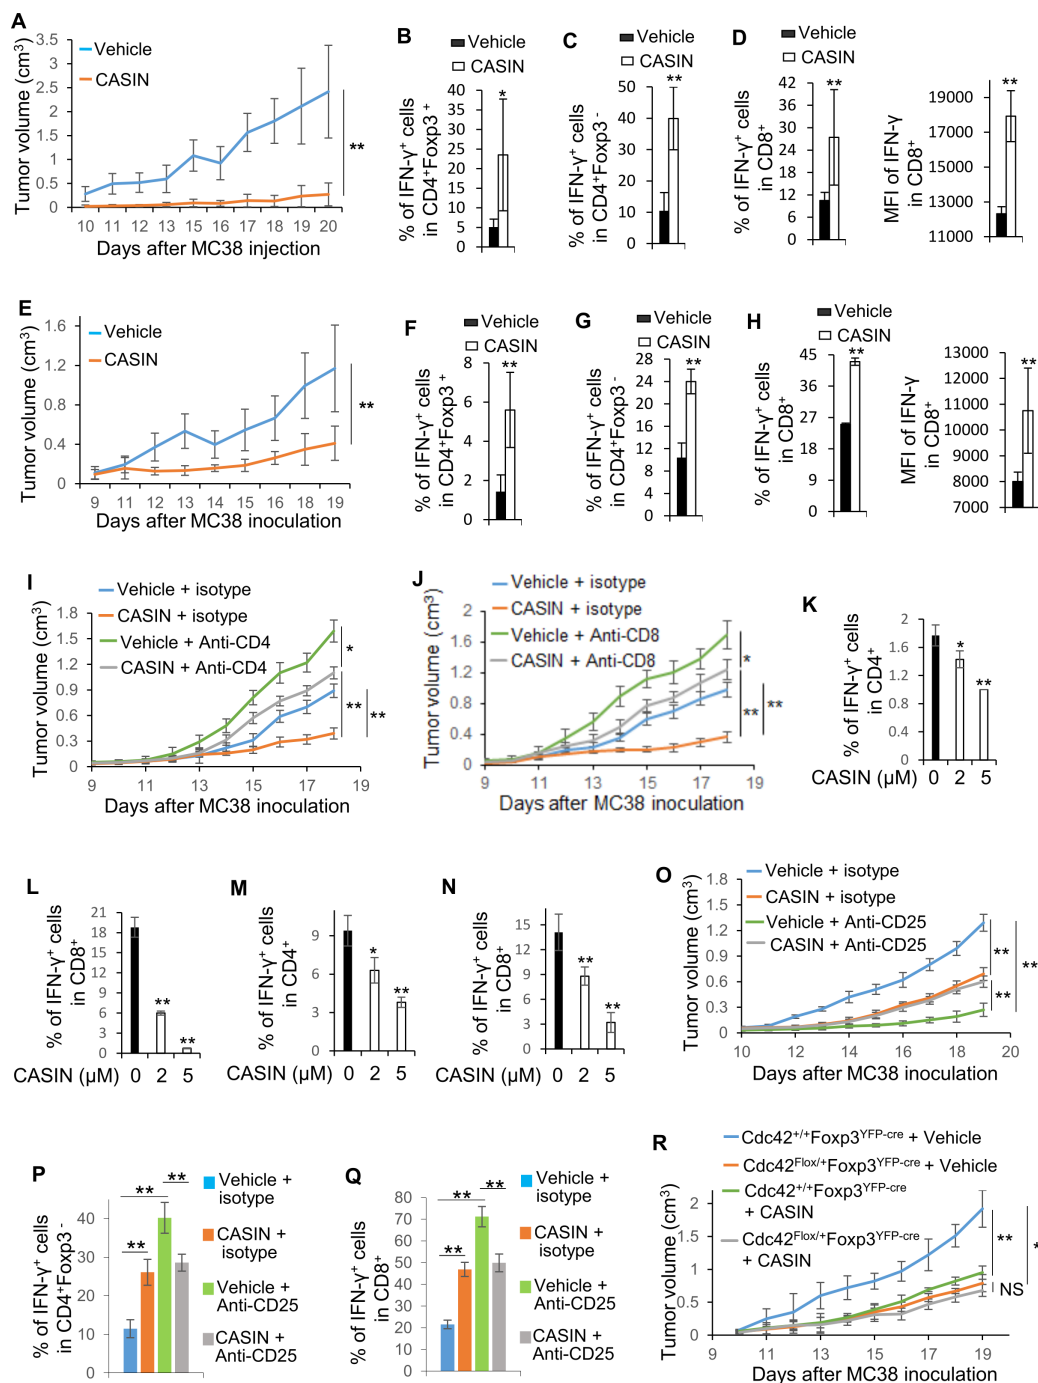 A
Tumor volume (cm³)
3.5
3
2.5
2
1.5
1
0.5
0
Vehicle
CASIN
**
10 11 12 13 14 15 16 17 18 19 20
Days after MC38 injection
B
Vehicle
CASIN
% of IFN-γ⁺ cells
in CD4⁺Foxp3⁺
40
35
30
25
20
15
10
5
0
*
C
Vehicle
CASIN
% of IFN-γ⁺ cells
in CD4⁺Foxp3⁻
50
40
30
20
10
0
**
D
Vehicle
CASIN
% of IFN-γ⁺ cells
in CD8⁺
42
36
30
24
18
12
6
0
**
MFI of IFN-γ
in CD8⁺
19000
17000
15000
13000
11000
**
E
Tumor volume (cm³)
1.6
1.2
0.8
0.4
0
Vehicle
CASIN
**
9 11 12 13 14 15 16 17 18 19
Days after MC38 inoculation
F
Vehicle
CASIN
% of IFN-γ⁺ cells
in CD4⁺Foxp3⁺
8
6
4
2
0
**
G
Vehicle
CASIN
% of IFN-γ⁺ cells
in CD4⁺Foxp3⁻
28
24
20
16
12
8
4
0
**
H
Vehicle
CASIN
% of IFN-γ⁺ cells
in CD8⁺
45
36
27
18
9
0
**
MFI of IFN-γ
in CD8⁺
13000
12000
11000
10000
9000
8000
7000
**
I
Vehicle + isotype
CASIN + isotype
Vehicle + Anti-CD4
CASIN + Anti-CD4
Tumor volume (cm³)
1.8
1.5
1.2
0.9
0.6
0.3
0
*
** **
9 11 13 15 17 19
Days after MC38 inoculation
J
Vehicle + isotype
CASIN + isotype
Vehicle + Anti-CD8
CASIN + Anti-CD8
Tumor volume (cm³)
2
1.6
1.2
0.8
0.4
0
*
** **
9 11 13 15 17 19
Days after MC38 inoculation
K
% of IFN-γ⁺ cells
in CD4⁺
2
1.6
1.2
0.8
0.4
0
* **
CASIN (μM) 0 2 5
L
% of IFN-γ⁺ cells
in CD8⁺
21
18
15
12
9
6
3
0
** **
CASIN (μM) 0 2 5
M
% of IFN-γ⁺ cells
in CD4⁺
9
6
3
0
* **
CASIN (μM) 0 2 5
N
% of IFN-γ⁺ cells
in CD8⁺
15
12
9
6
3
0
** **
CASIN (μM) 0 2 5
O
Vehicle + isotype
CASIN + isotype
Vehicle + Anti-CD25
CASIN + Anti-CD25
Tumor volume (cm³)
1.8
1.5
1.2
0.9
0.6
0.3
0
** **
**
10 12 14 16 18 20
Days after MC38 inoculation
P
% of IFN-γ⁺ cells
in CD4⁺Foxp3⁻
40
30
20
10
0
** ** **
Vehicle +
isotype
CASIN +
isotype
Vehicle +
Anti-CD25
CASIN +
Anti-CD25
Q
% of IFN-γ⁺ cells
in CD8⁺
80
70
60
50
40
30
20
10
0
** ** **
Vehicle +
isotype
CASIN +
isotype
Vehicle +
Anti-CD25
CASIN +
Anti-CD25
R
Cdc42⁺/⁺Foxp3ʸᶠᴾ⁻ᶜʳᵉ + Vehicle
Cdc42ᶠˡᵒˣ/⁺Foxp3ʸᶠᴾ⁻ᶜʳᵉ + Vehicle
Cdc42⁺/⁺Foxp3ʸᶠᴾ⁻ᶜʳᵉ
+ CASIN
Cdc42ᶠˡᵒˣ/⁺Foxp3ʸᶠᴾ⁻ᶜʳᵉ
+ CASIN
Tumor volume (cm³)
2
1.5
1
0.5
0
** *
NS
9 11 13 15 17 19
Days after MC38 inoculation